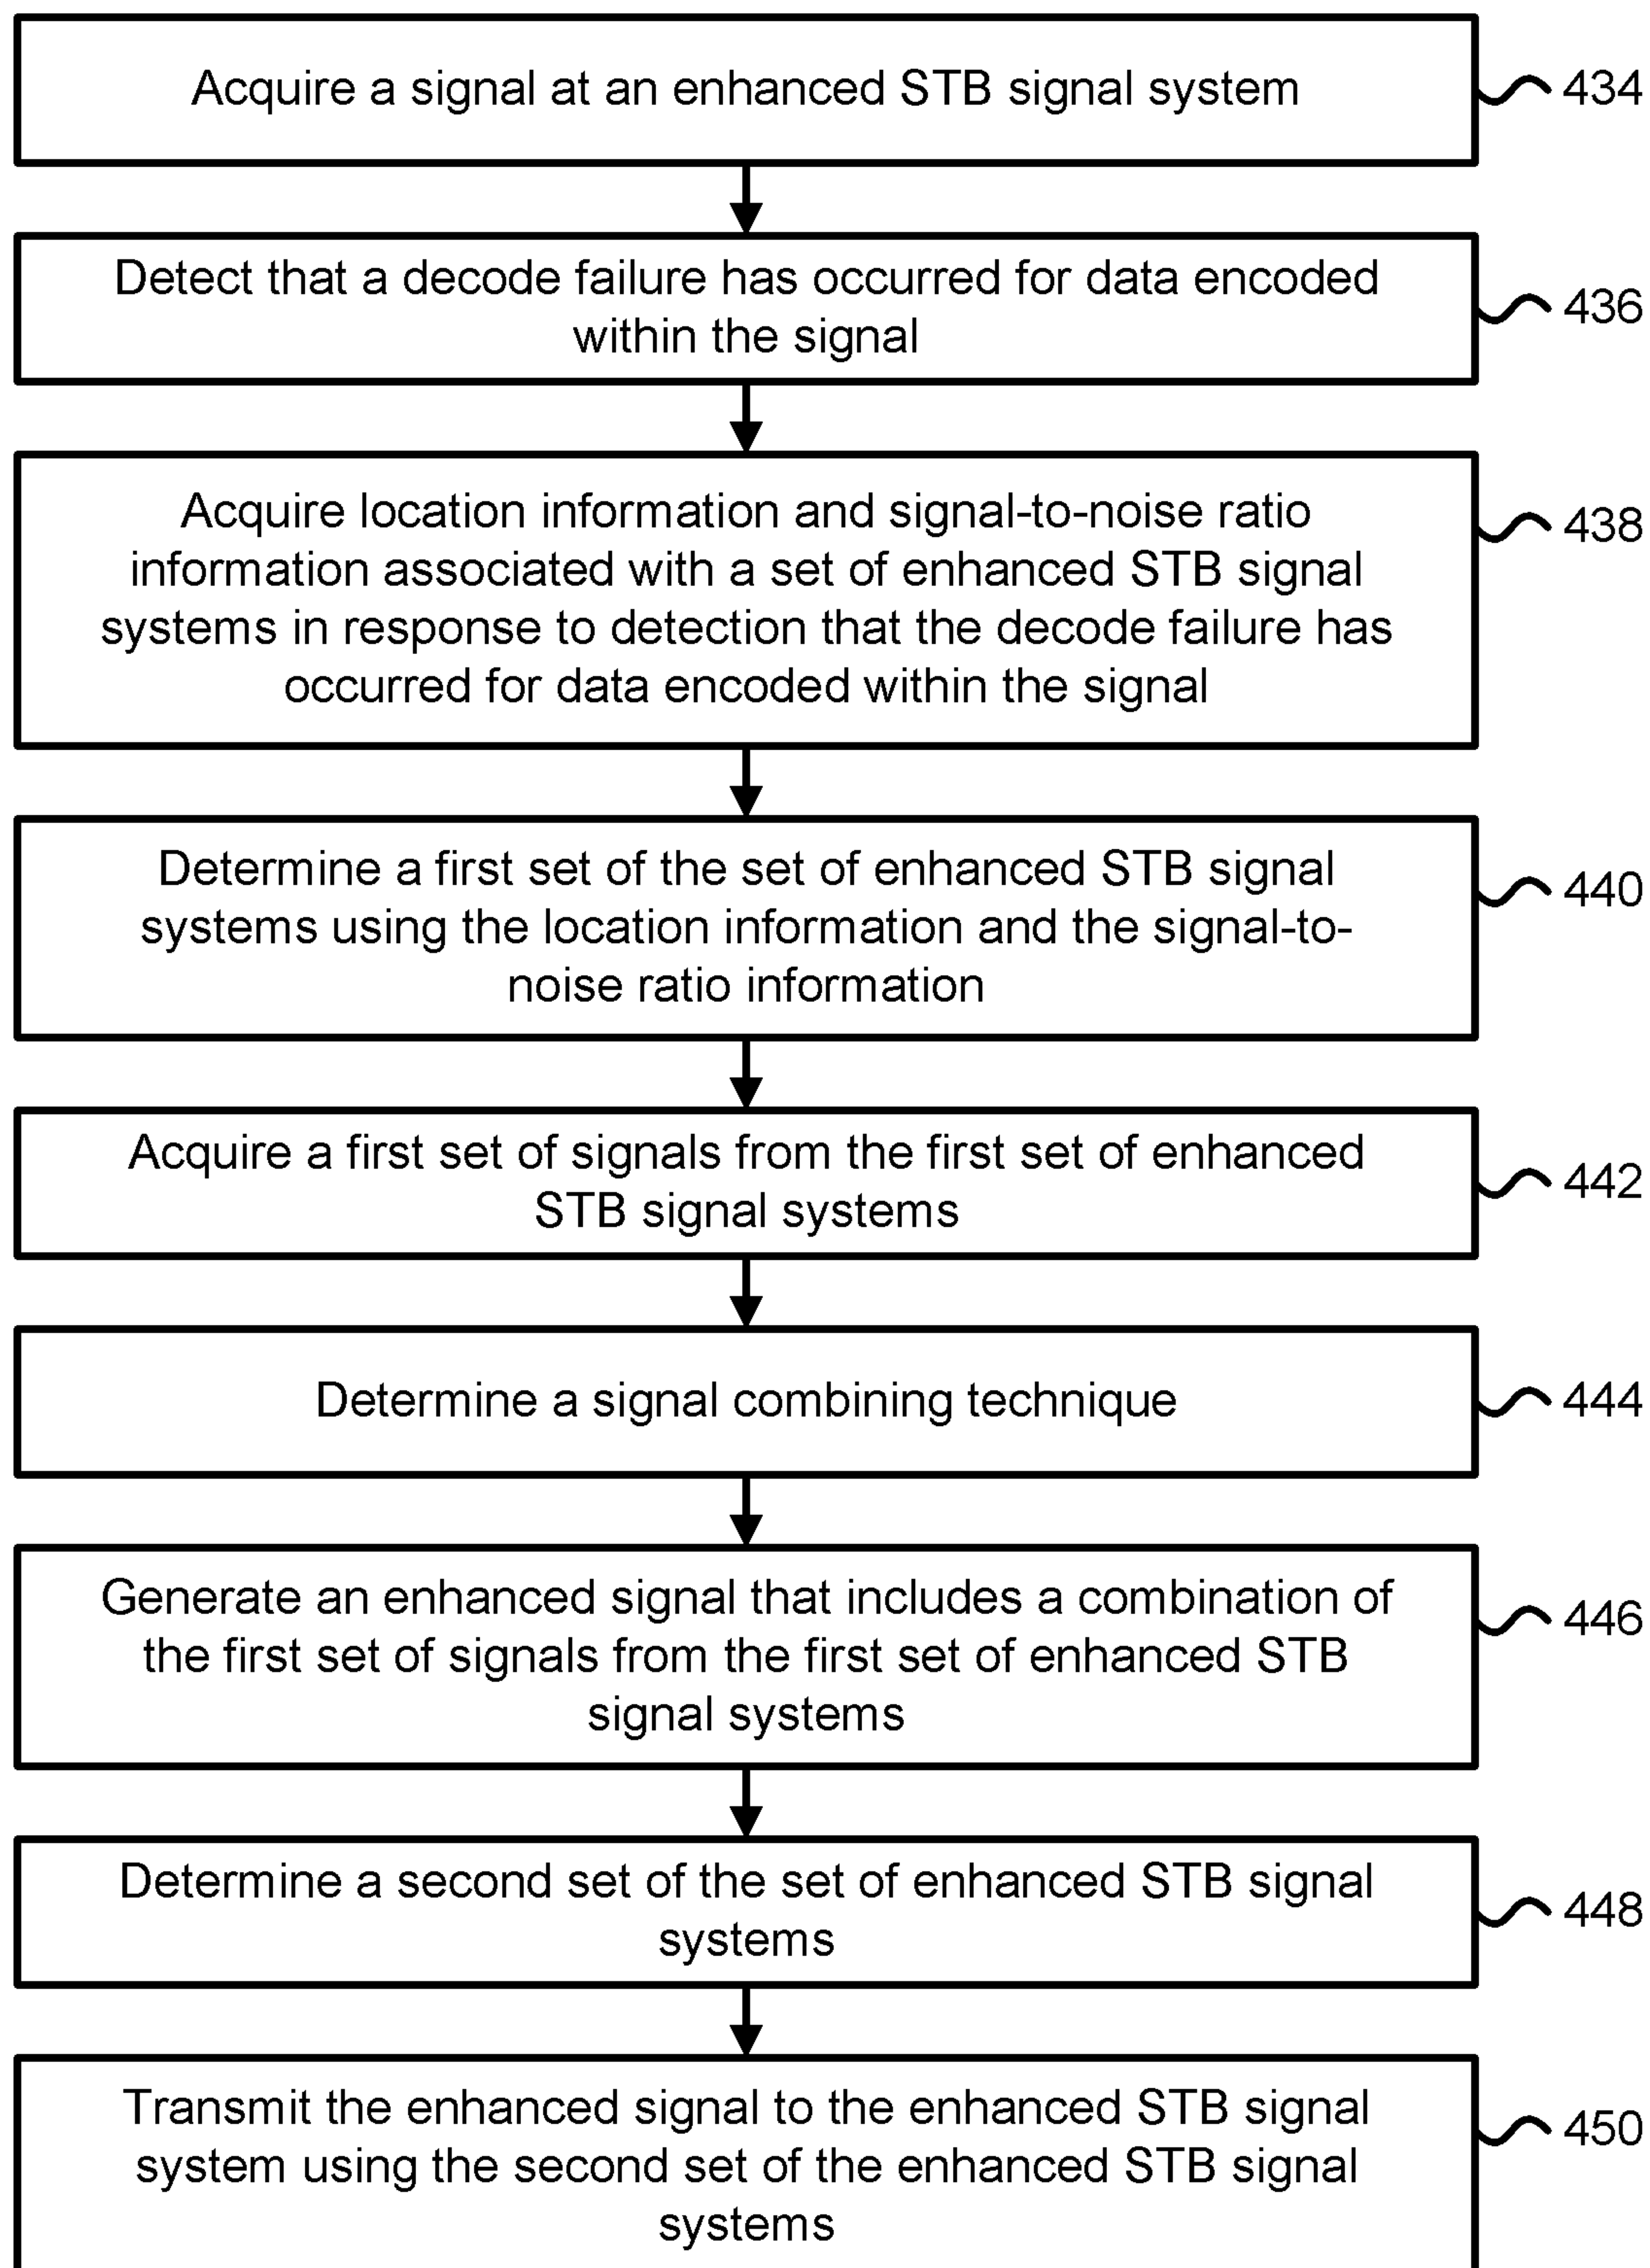 Acquire a signal at an enhanced STB signal system
434
Detect that a decode failure has occurred for data encoded
within the signal
436
Acquire location information and signal-to-noise ratio
information associated with a set of enhanced STB signal
systems in response to detection that the decode failure has
occurred for data encoded within the signal
438
Determine a first set of the set of enhanced STB signal
systems using the location information and the signal-to-
noise ratio information
440
Acquire a first set of signals from the first set of enhanced
STB signal systems
442
Determine a signal combining technique
444
Generate an enhanced signal that includes a combination of
the first set of signals from the first set of enhanced STB
signal systems
446
Determine a second set of the set of enhanced STB signal
systems
448
Transmit the enhanced signal to the enhanced STB signal
system using the second set of the enhanced STB signal
systems
450